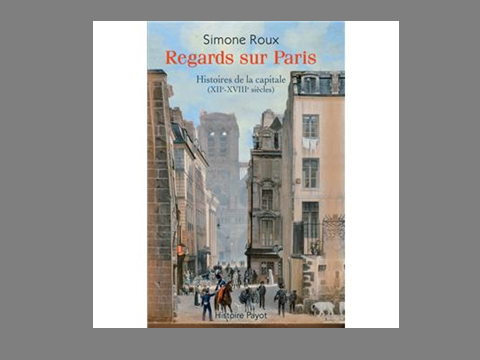 Simone Roux
Regards sur Paris
Histoires de la capitale
(XIIᵉ-XVIIIᵉ siècles)
Histoire Payot